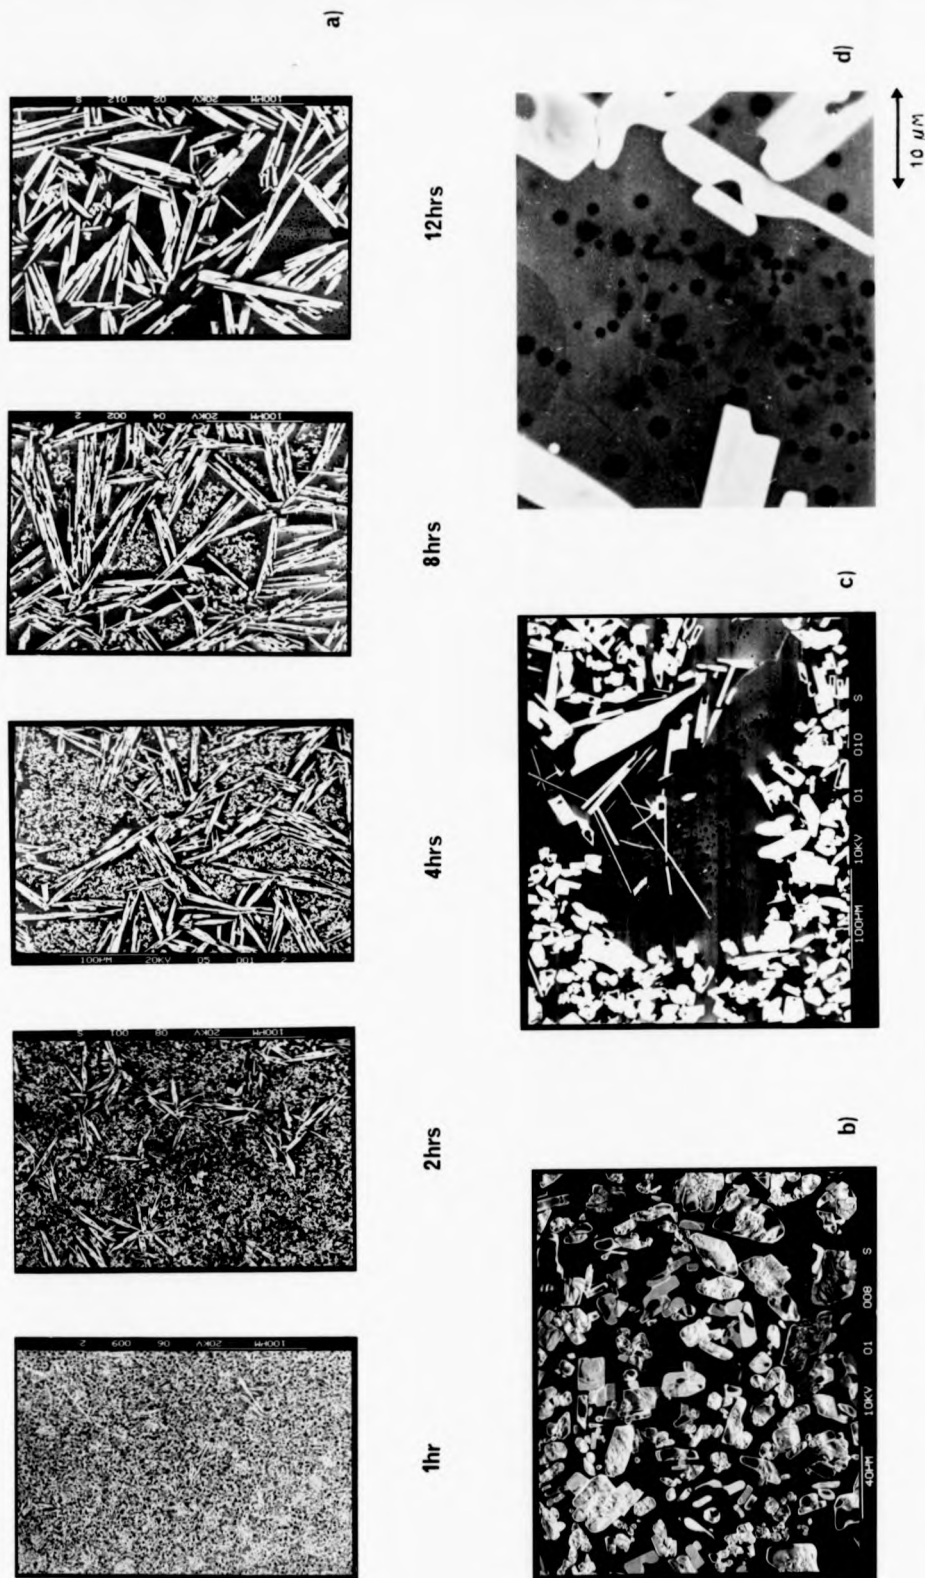 a)
100µM 20KV 06 009 S
100µM 20KV 08 001 S
100µM 20KV 05 001 S
100µM 20KV 04 002 S
100µM 20KV 02 012 S
1hr
2hrs
4hrs
8hrs
12hrs
b)
40µM 10KV 01 008 S
c)
100µM 10KV 01 010 S
d)
10 µM